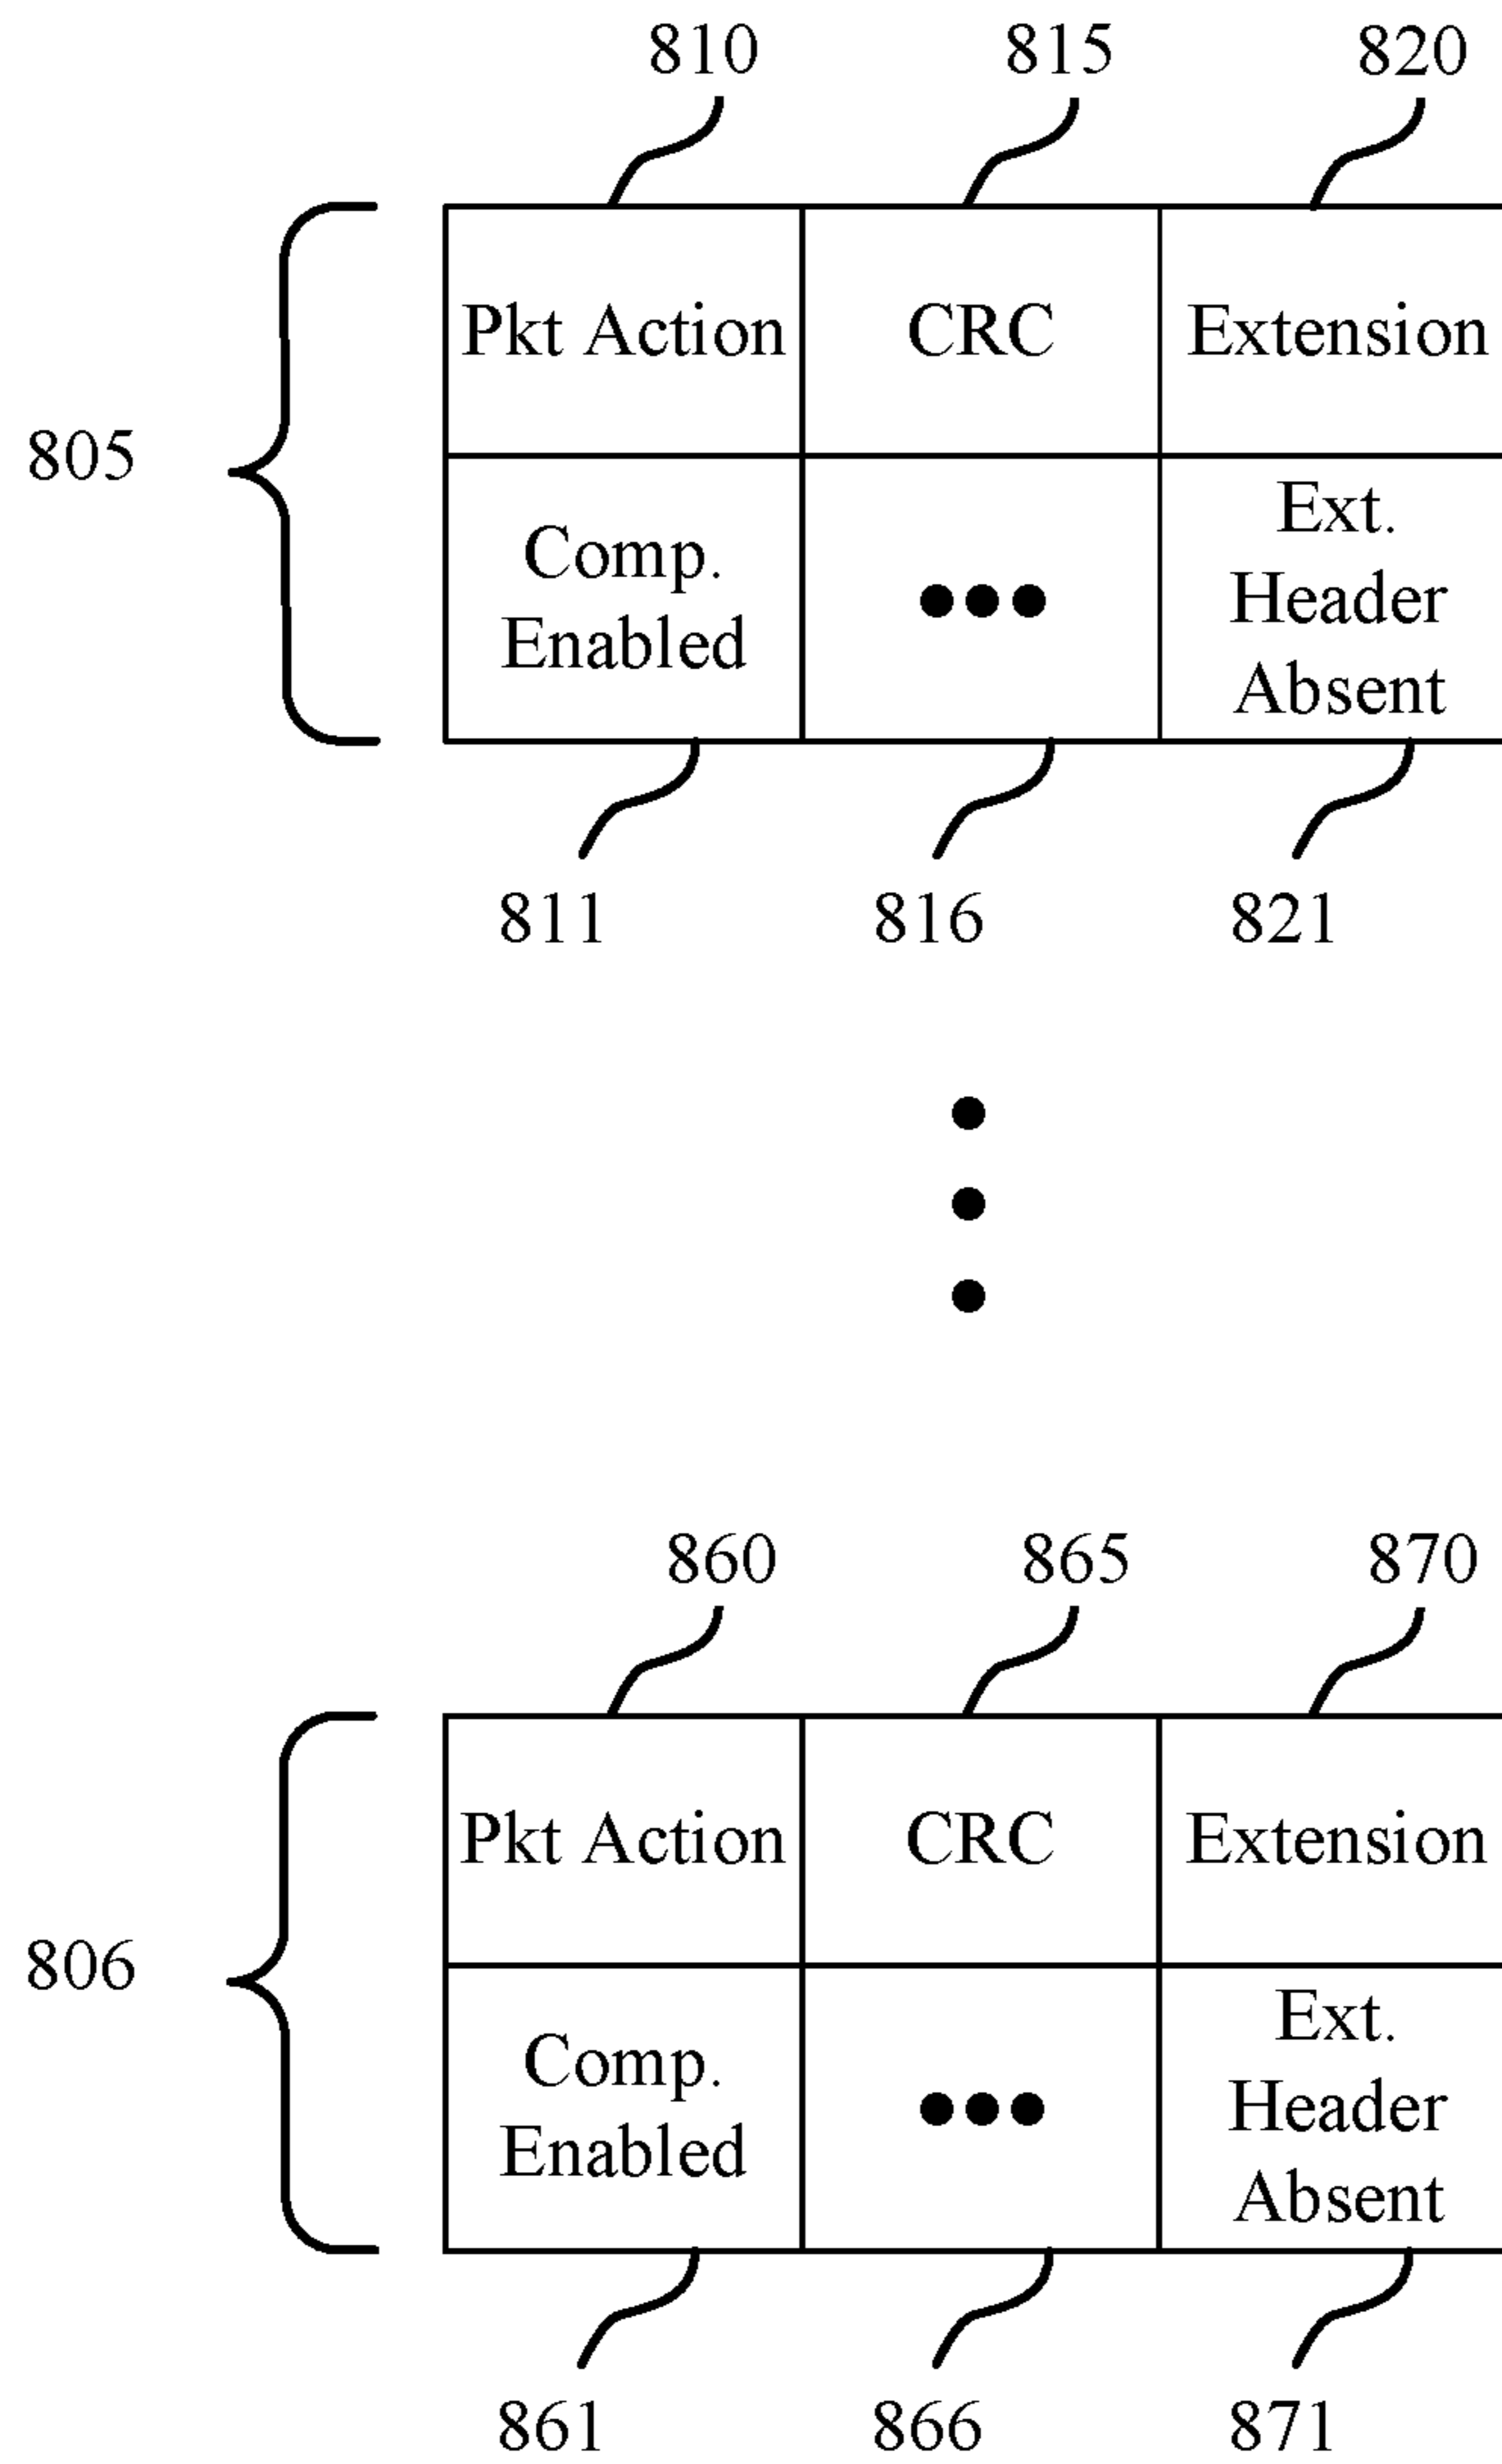 810 815 820
Pkt Action CRC Extension
805
Comp. Enabled ●●● Ext. Header Absent
811 816 821
860 865 870
Pkt Action CRC Extension
806
Comp. Enabled ●●● Ext. Header Absent
861 866 871